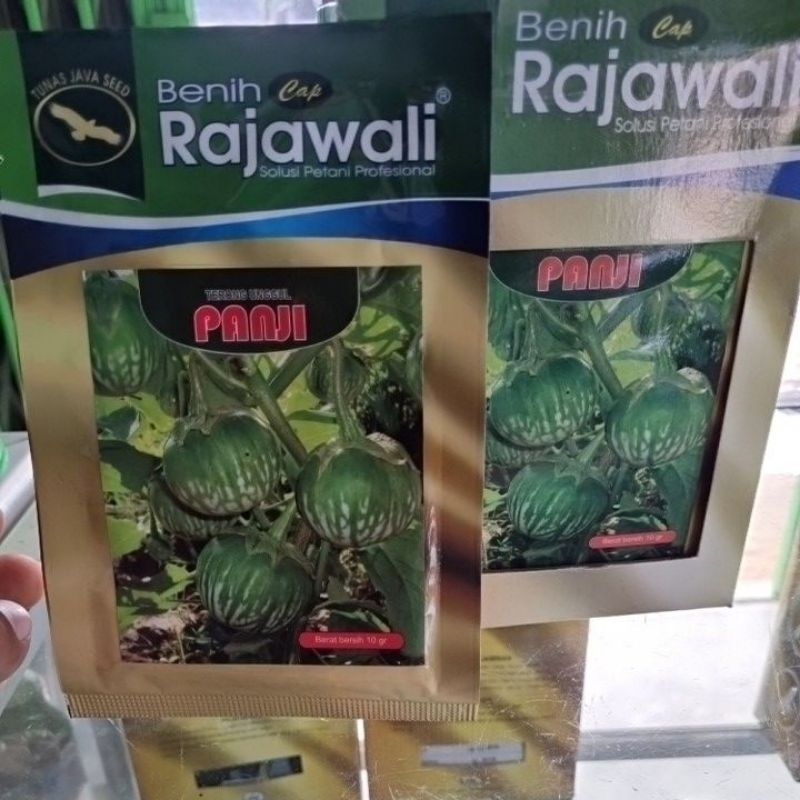 TUNAS JAVA SEED
Benih Cap
Rajawali®
Solusi Petani Profesional
TERANG UNGGUL
PANJI
Berat bersih 10 gr
Benih Cap
Rajawali
Solusi Petani Profesional
PANJI
Berat bersih 10 gr